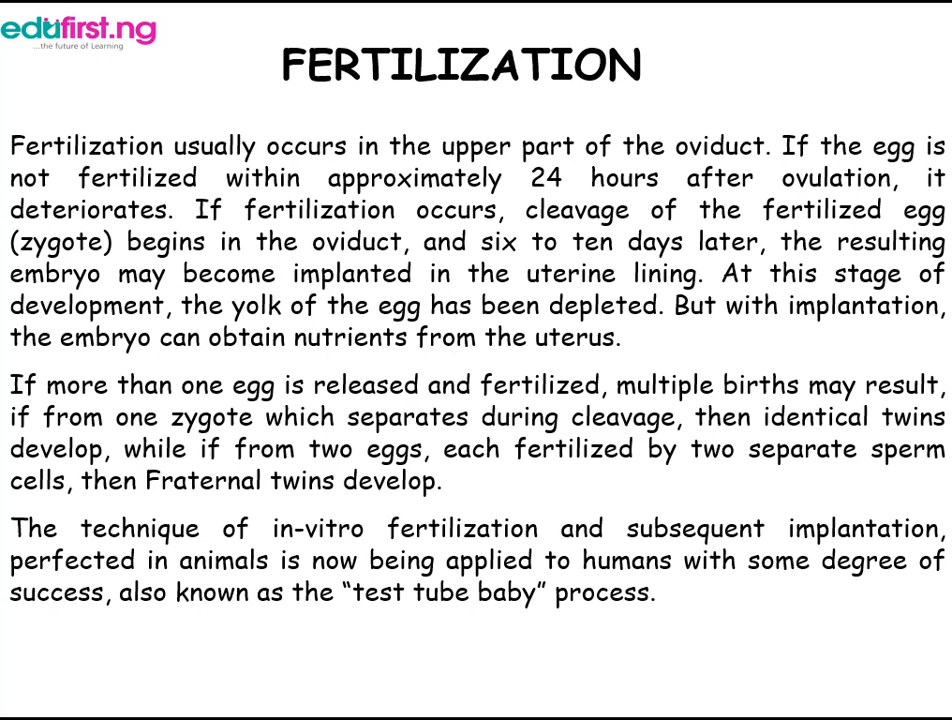 edufirst.ng
...the future of Learning
FERTILIZATION
Fertilization usually occurs in the upper part of the oviduct. If the egg is
not fertilized within approximately 24 hours after ovulation, it
deteriorates. If fertilization occurs, cleavage of the fertilized egg
(zygote) begins in the oviduct, and six to ten days later, the resulting
embryo may become implanted in the uterine lining. At this stage of
development, the yolk of the egg has been depleted. But with implantation,
the embryo can obtain nutrients from the uterus.
If more than one egg is released and fertilized, multiple births may result,
if from one zygote which separates during cleavage, then identical twins
develop, while if from two eggs, each fertilized by two separate sperm
cells, then Fraternal twins develop.
The technique of in-vitro fertilization and subsequent implantation,
perfected in animals is now being applied to humans with some degree of
success, also known as the “test tube baby” process.